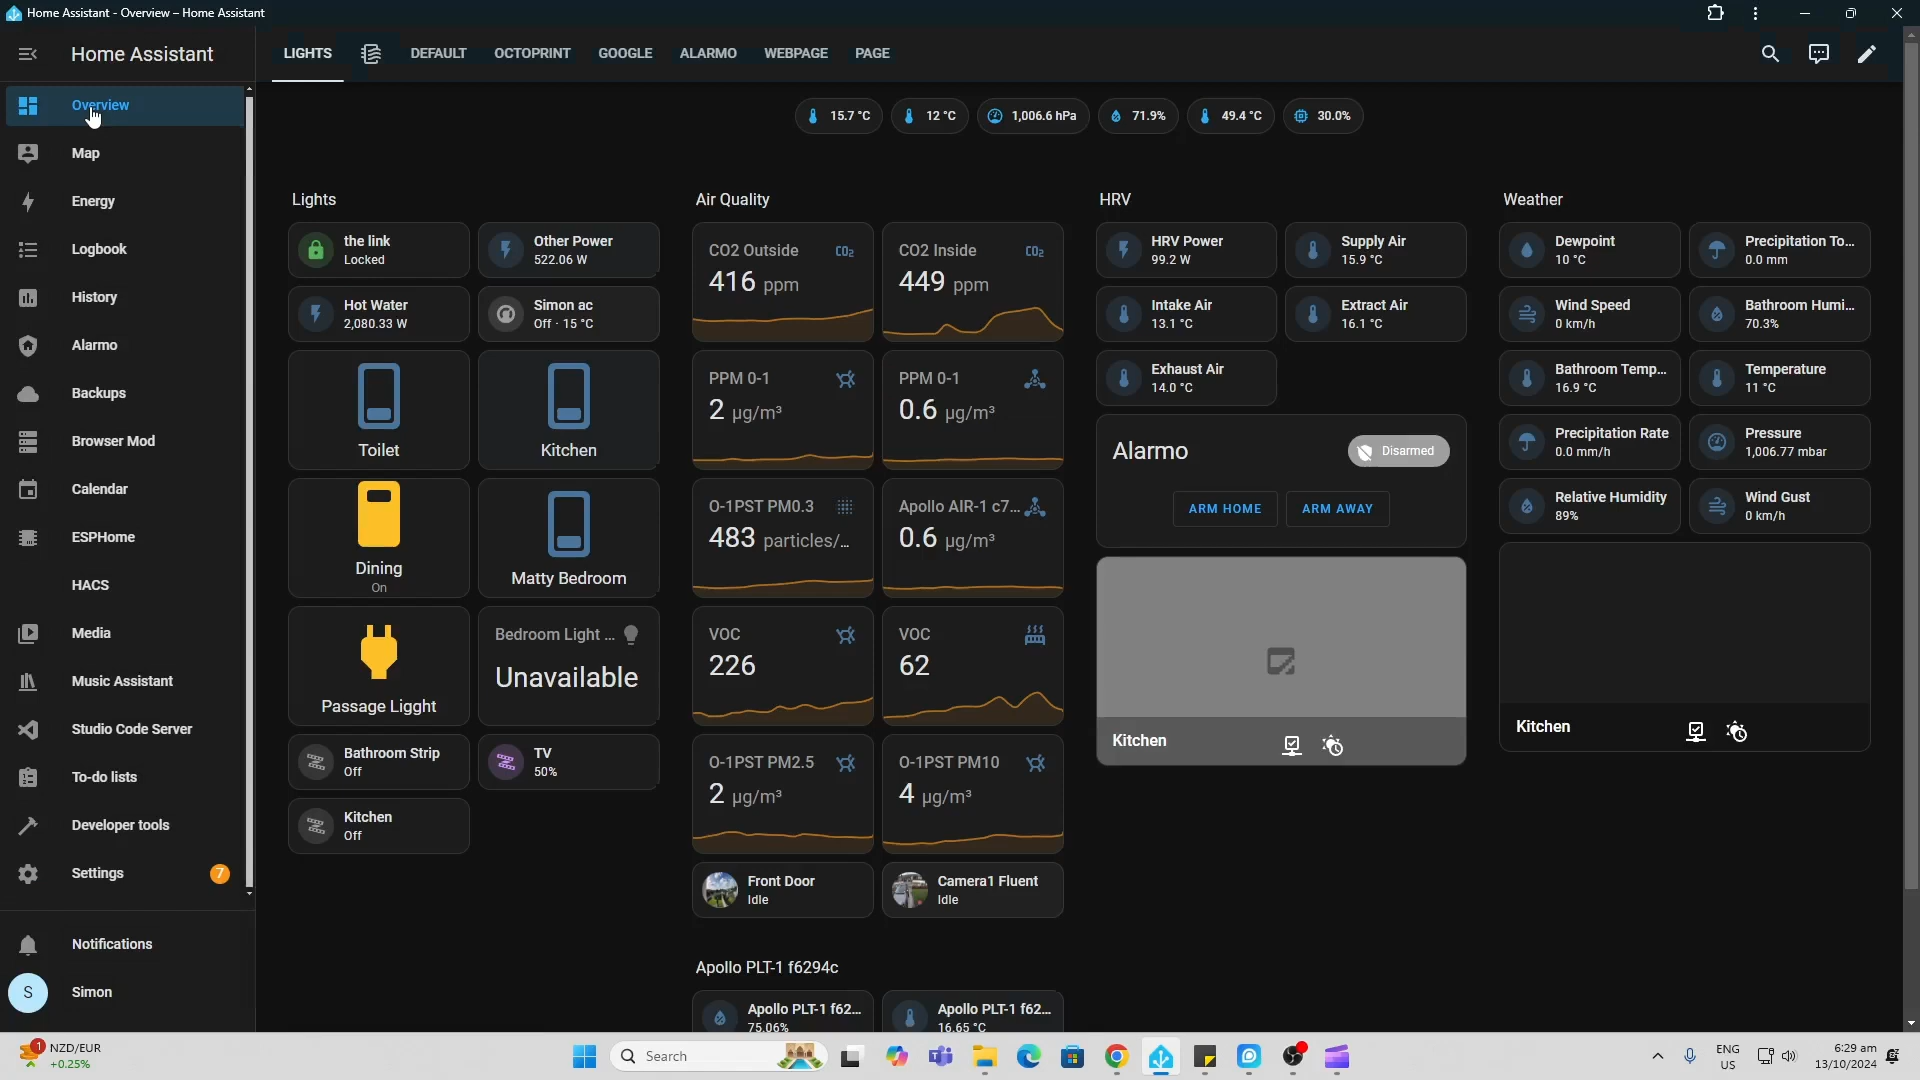 Home Assistant - Overview – Home Assistant
Home Assistant
LIGHTS DEFAULT OCTOPRINT GOOGLE ALARMO WEBPAGE PAGE
Overview
Map
Energy
Logbook
History
Alarmo
Backups
Browser Mod
Calendar
ESPHome
HACS
Media
Music Assistant
Studio Code Server
To-do lists
Developer tools
Settings 7
Notifications
S Simon
15.7 °C 12 °C 1,006.6 hPa 71.9% 49.4 °C 30.0%
Lights
the link
Locked
Other Power
522.06 W
Hot Water
2,080.33 W
Simon ac
Off · 15 °C
Toilet
Kitchen
Dining
On
Matty Bedroom
Passage Ligght
Bedroom Light ...
Unavailable
Bathroom Strip
Off
TV
50%
Kitchen
Off
Air Quality
CO2 Outside CO2
416 ppm
CO2 Inside CO2
449 ppm
PPM 0-1
2 µg/m³
PPM 0-1
0.6 µg/m³
O-1PST PM0.3
483 particles/...
Apollo AIR-1 c7...
0.6 µg/m³
VOC
226
VOC
62
O-1PST PM2.5
2 µg/m³
O-1PST PM10
4 µg/m³
Front Door
Idle
Camera1 Fluent
Idle
Apollo PLT-1 f6294c
Apollo PLT-1 f62...
75.06%
Apollo PLT-1 f62...
16.65 °C
HRV
HRV Power
99.2 W
Supply Air
15.9 °C
Intake Air
13.1 °C
Extract Air
16.1 °C
Exhaust Air
14.0 °C
Alarmo
Disarmed
ARM HOME ARM AWAY
Kitchen
Weather
Dewpoint
10 °C
Precipitation To...
0.0 mm
Wind Speed
0 km/h
Bathroom Humi...
70.3%
Bathroom Temp...
16.9 °C
Temperature
11 °C
Precipitation Rate
0.0 mm/h
Pressure
1,006.77 mbar
Relative Humidity
89%
Wind Gust
0 km/h
Kitchen
1 NZD/EUR
+0.25%
Search
ENG
US
6:29 am
13/10/2024